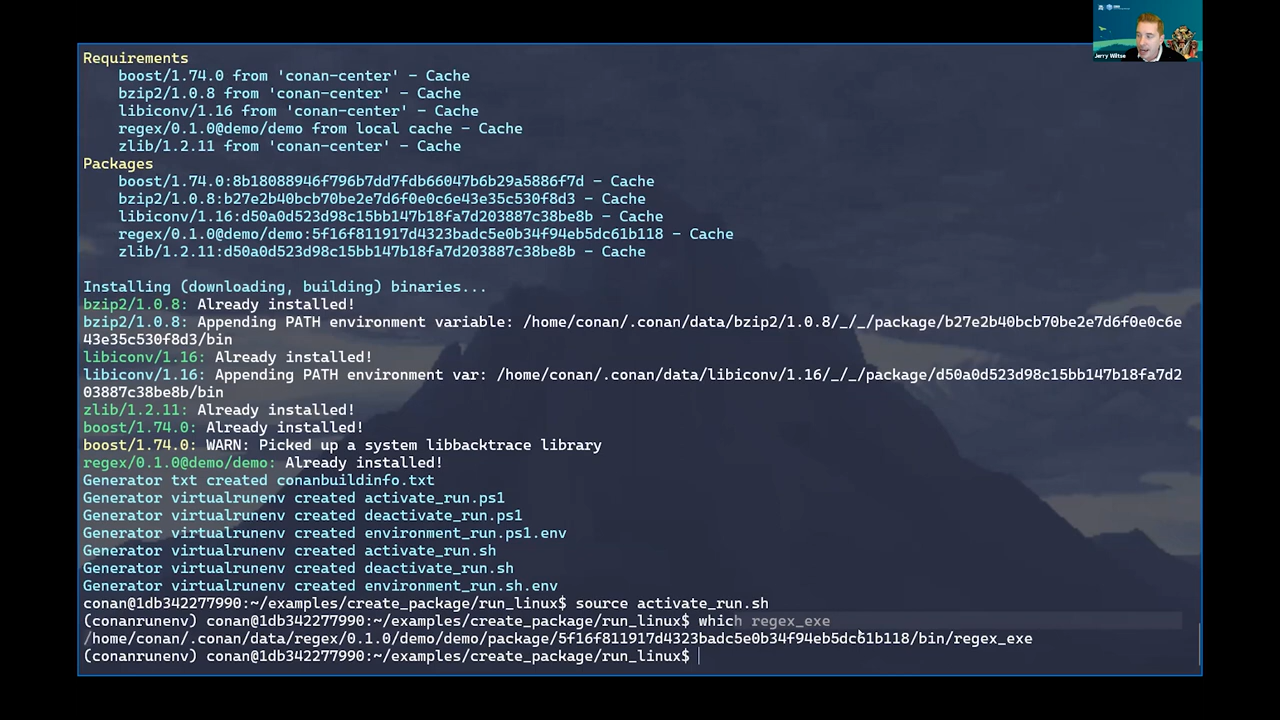 Jerry Wiltse
Requirements
boost/1.74.0 from 'conan-center' - Cache
bzip2/1.0.8 from 'conan-center' - Cache
libiconv/1.16 from 'conan-center' - Cache
regex/0.1.0@demo/demo from local cache - Cache
zlib/1.2.11 from 'conan-center' - Cache
Packages
boost/1.74.0:8b18088946f796b7dd7fdb66047b6b29a5886f7d - Cache
bzip2/1.0.8:b27e2b40bcb70be2e7d6f0e0c6e43e35c530f8d3 - Cache
libiconv/1.16:d50a0d523d98c15bb147b18fa7d203887c38be8b - Cache
regex/0.1.0@demo/demo:5f16f811917d4323badc5e0b34f94eb5dc61b118 - Cache
zlib/1.2.11:d50a0d523d98c15bb147b18fa7d203887c38be8b - Cache
Installing (downloading, building) binaries...
bzip2/1.0.8: Already installed!
bzip2/1.0.8: Appending PATH environment variable: /home/conan/.conan/data/bzip2/1.0.8/_/_/package/b27e2b40bcb70be2e7d6f0e0c6e
43e35c530f8d3/bin
libiconv/1.16: Already installed!
libiconv/1.16: Appending PATH environment var: /home/conan/.conan/data/libiconv/1.16/_/_/package/d50a0d523d98c15bb147b18fa7d2
03887c38be8b/bin
zlib/1.2.11: Already installed!
boost/1.74.0: Already installed!
boost/1.74.0: WARN: Picked up a system libbacktrace library
regex/0.1.0@demo/demo: Already installed!
Generator txt created conanbuildinfo.txt
Generator virtualrunenv created activate_run.ps1
Generator virtualrunenv created deactivate_run.ps1
Generator virtualrunenv created environment_run.ps1.env
Generator virtualrunenv created activate_run.sh
Generator virtualrunenv created deactivate_run.sh
Generator virtualrunenv created environment_run.sh.env
conan@1db342277990:~/examples/create_package/run_linux$ source activate_run.sh
(conanrunenv) conan@1db342277990:~/examples/create_package/run_linux$ which regex_exe
/home/conan/.conan/data/regex/0.1.0/demo/demo/package/5f16f811917d4323badc5e0b34f94eb5dc61b118/bin/regex_exe
(conanrunenv) conan@1db342277990:~/examples/create_package/run_linux$